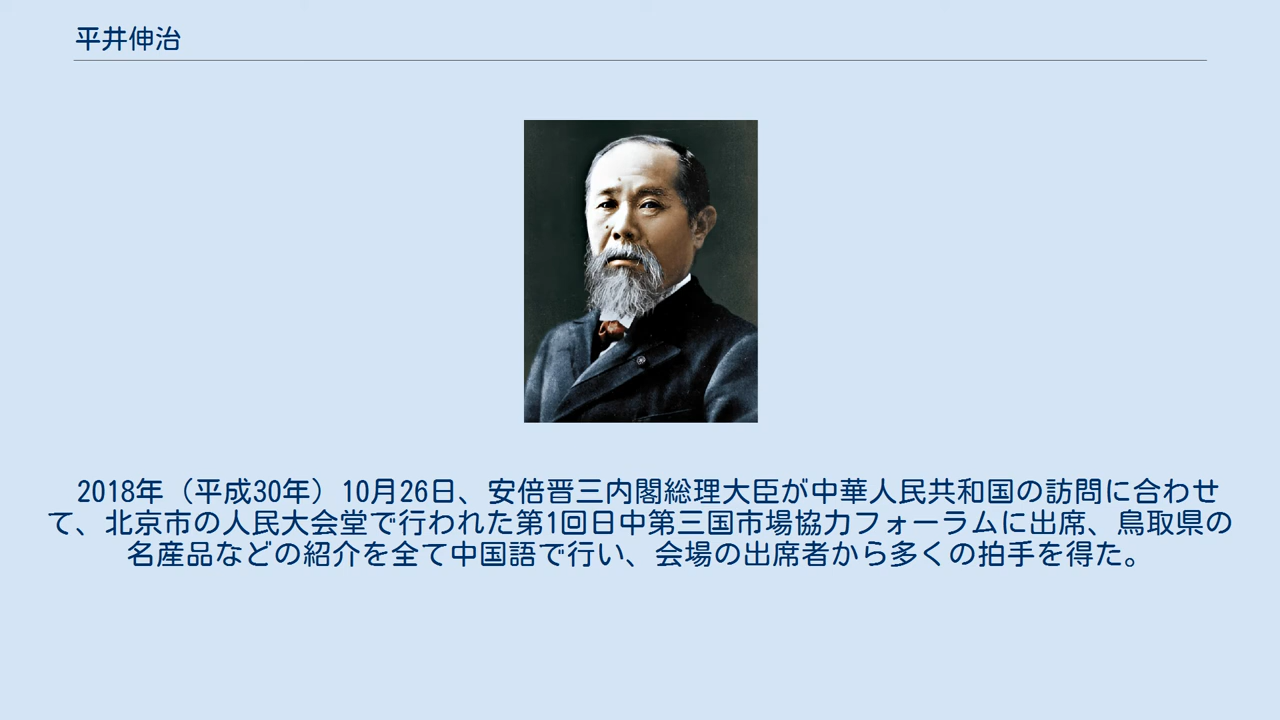 平井伸治
2018年（平成30年）10月26日、安倍晋三内閣総理大臣が中華人民共和国の訪問に合わせ
て、北京市の人民大会堂で行われた第1回日中第三国市場協力フォーラムに出席、鳥取県の
名産品などの紹介を全て中国語で行い、会場の出席者から多くの拍手を得た。